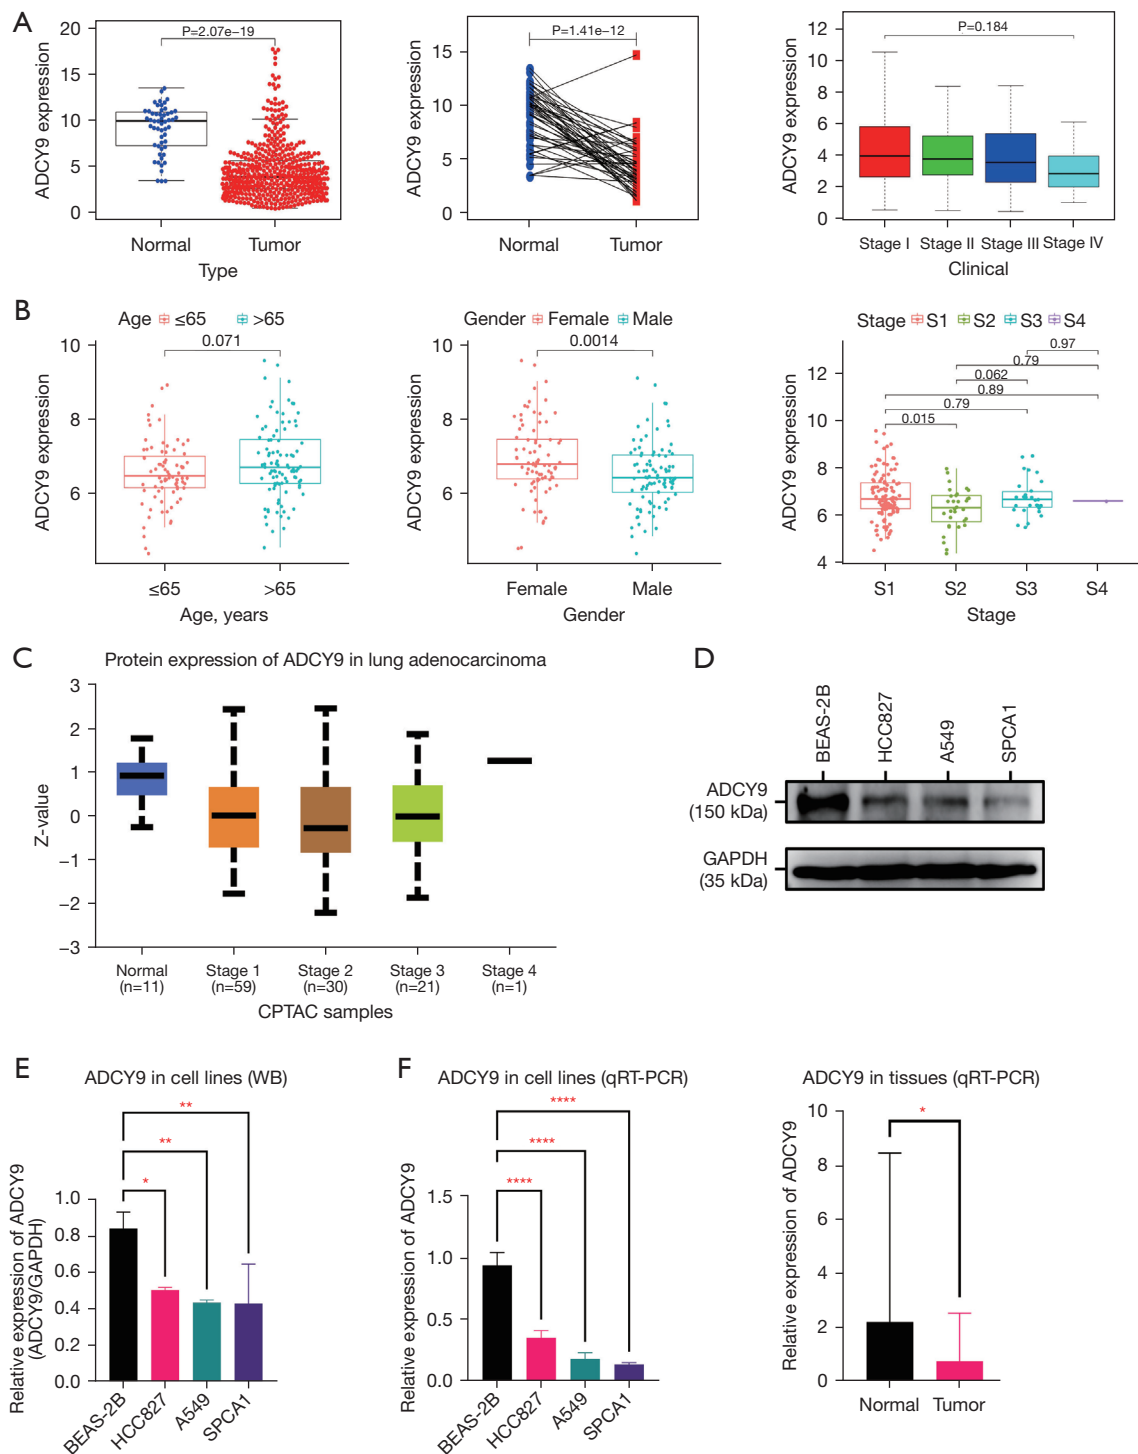 A
P=2.07e−19
ADCY9 expression
20
15
10
5
0
Normal
Tumor
Type
P=1.41e−12
ADCY9 expression
15
10
5
0
Normal
Tumor
P=0.184
ADCY9 expression
12
10
8
6
4
2
0
Stage I
Stage II
Stage III
Stage IV
Clinical
B
Age ≤65 >65
0.071
ADCY9 expression
10
8
6
≤65
>65
Age, years
Gender Female Male
0.0014
ADCY9 expression
10
8
6
Female
Male
Gender
Stage S1 S2 S3 S4
0.97
0.79
0.062
0.89
0.79
0.015
ADCY9 expression
12
10
8
6
4
S1
S2
S3
S4
Stage
C
Protein expression of ADCY9 in lung adenocarcinoma
Z-value
3
2
1
0
−1
−2
−3
Normal
(n=11)
Stage 1
(n=59)
Stage 2
(n=30)
Stage 3
(n=21)
Stage 4
(n=1)
CPTAC samples
D
BEAS-2B
HCC827
A549
SPCA1
ADCY9
(150 kDa)
GAPDH
(35 kDa)
E
ADCY9 in cell lines (WB)
**
**
*
Relative expression of ADCY9
(ADCY9/GAPDH)
1.0
0.8
0.6
0.4
0.2
0.0
BEAS-2B
HCC827
A549
SPCA1
F
ADCY9 in cell lines (qRT-PCR)
****
****
****
Relative expression of ADCY9
1.5
1.0
0.5
0.0
BEAS-2B
HCC827
A549
SPCA1
ADCY9 in tissues (qRT-PCR)
*
Relative expression of ADCY9
10
8
6
4
2
0
Normal
Tumor